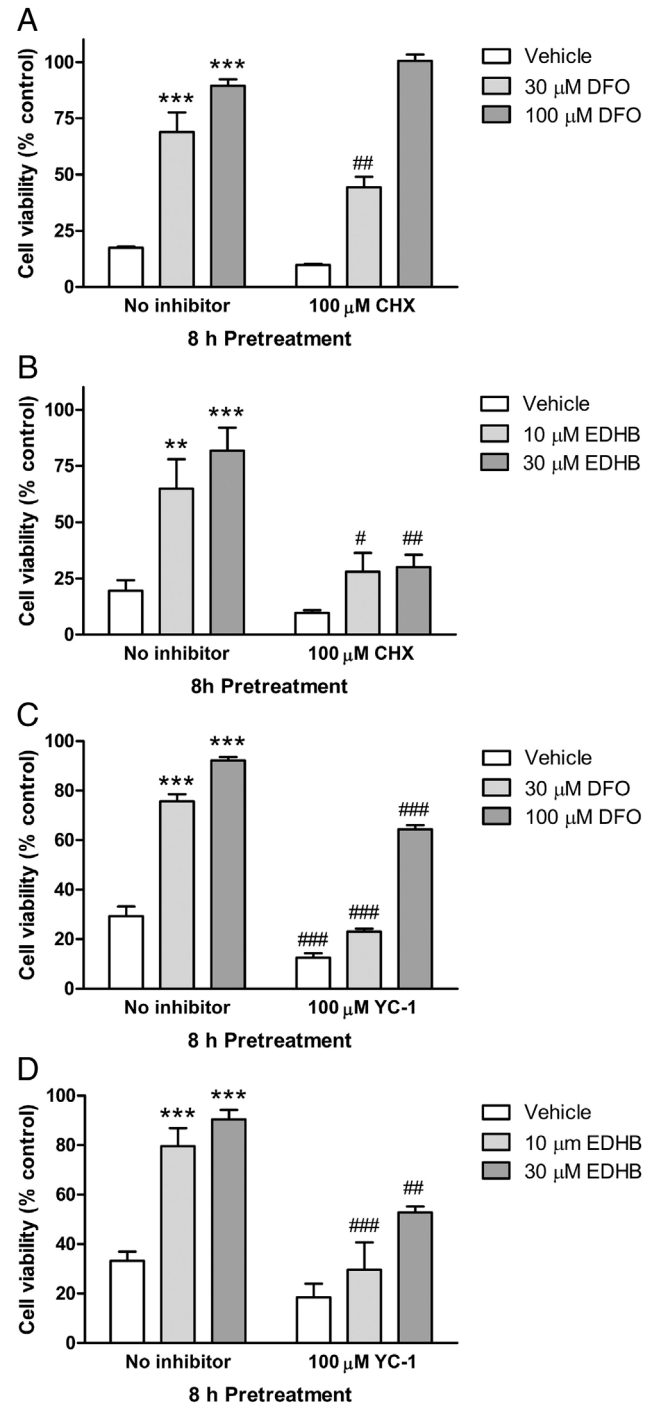 A
Cell viability (% control)
100
75
50
25
0
***
***
##
No inhibitor
100 μM CHX
8 h Pretreatment
Vehicle
30 μM DFO
100 μM DFO
B
Cell viability (% control)
100
75
50
25
0
**
***
#
##
No inhibitor
100 μM CHX
8h Pretreatment
Vehicle
10 μM EDHB
30 μM EDHB
C
Cell viability (% control)
100
80
60
40
20
0
***
***
###
###
###
No inhibitor
100 μM YC-1
8 h Pretreatment
Vehicle
30 μM DFO
100 μM DFO
D
Cell viability (% control)
100
80
60
40
20
0
***
***
###
##
No inhibitor
100 μM YC-1
8 h Pretreatment
Vehicle
10 μm EDHB
30 μM EDHB